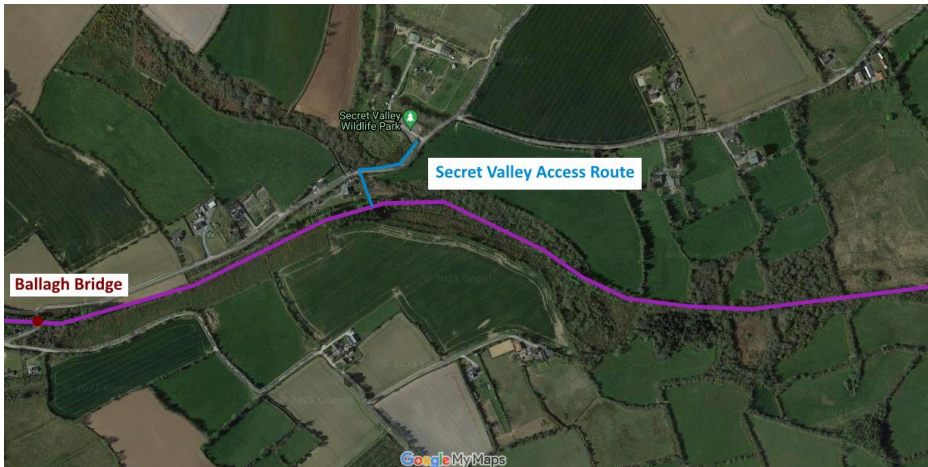 Secret Valley
Wildlife Park
Secret Valley Access Route
Ballagh Bridge
Google My Maps